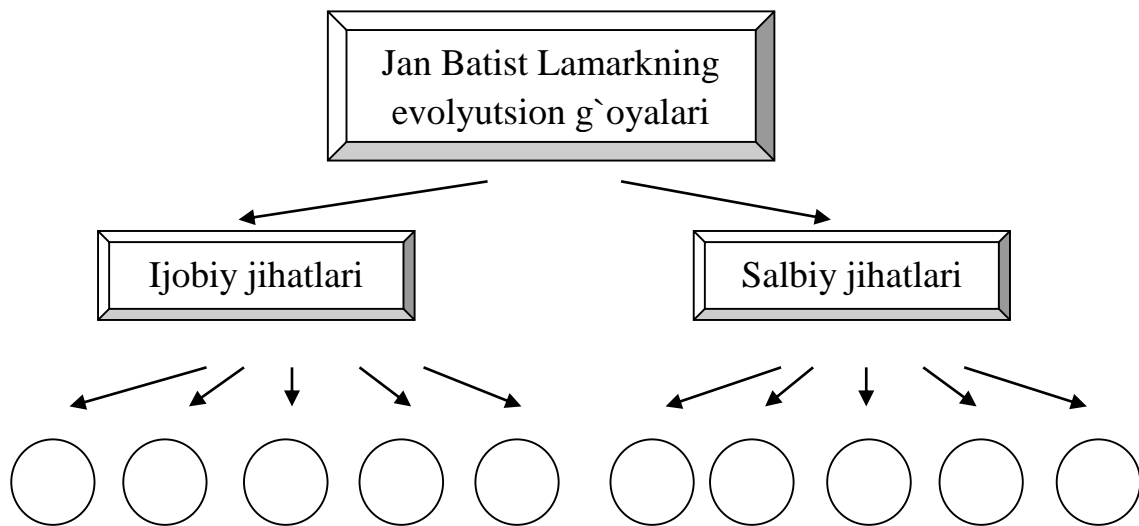 Jan Batist Lamarkning
evolyutsion g`oyalari
Ijobiy jihatlari
Salbiy jihatlari